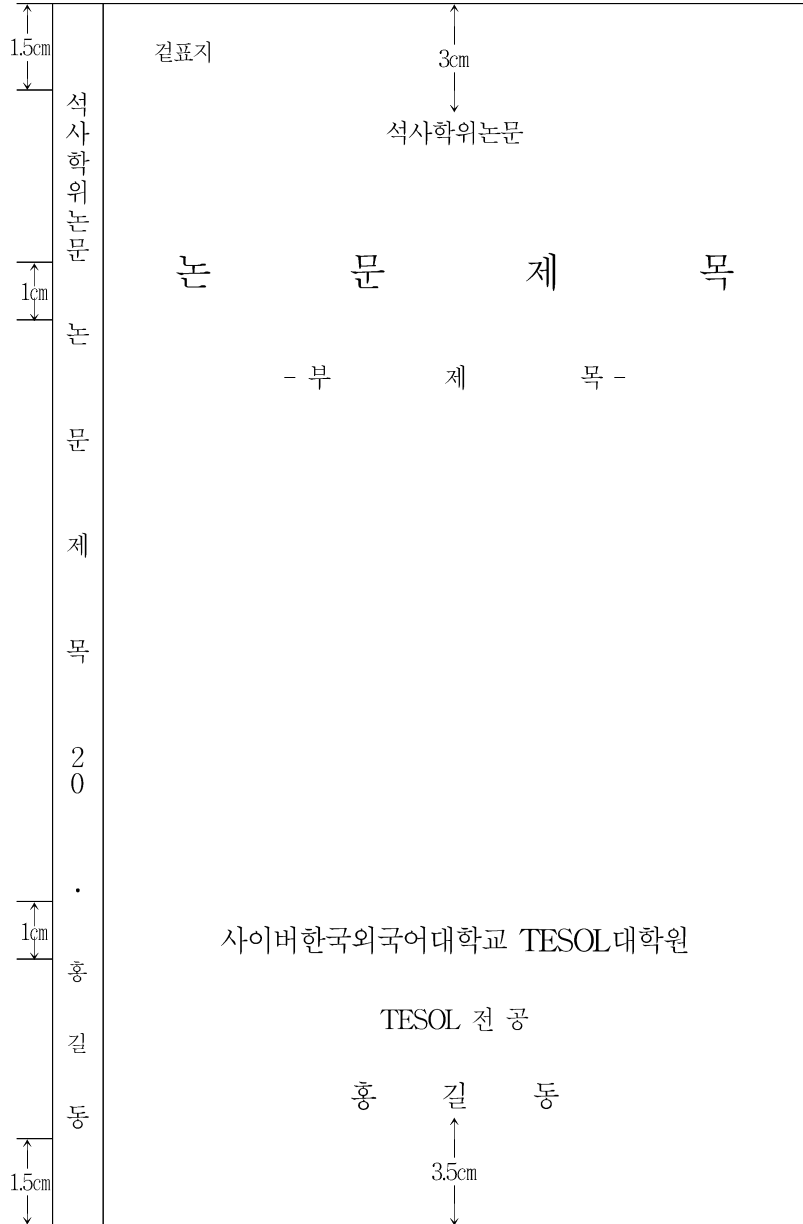 1.5cm
석사학위논문
1cm
논문제목
20 .
1cm
홍길동
1.5cm
겉표지
3cm
석사학위논문
논 문 제 목
- 부 제 목 -
사이버한국외국어대학교 TESOL대학원
TESOL 전 공
홍 길 동
3.5cm